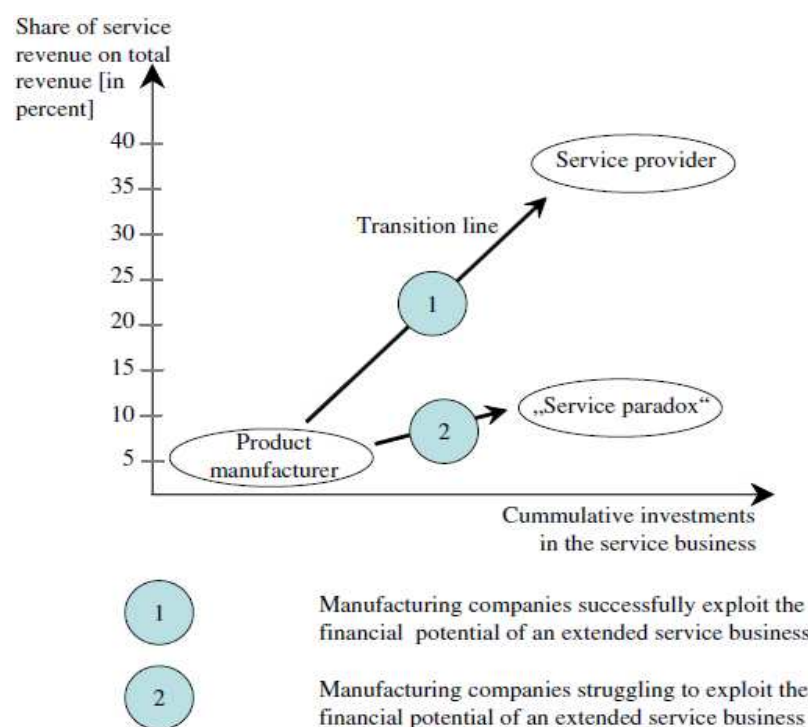 Share of service
revenue on total
revenue [in
percent]
40
35
30
25
20
15
10
5
Service provider
Transition line
1
„Service paradox“
2
Product
manufacturer
Cummulative investments
in the service business
1
Manufacturing companies successfully exploit the
financial potential of an extended service business
2
Manufacturing companies struggling to exploit the
financial potential of an extended service business